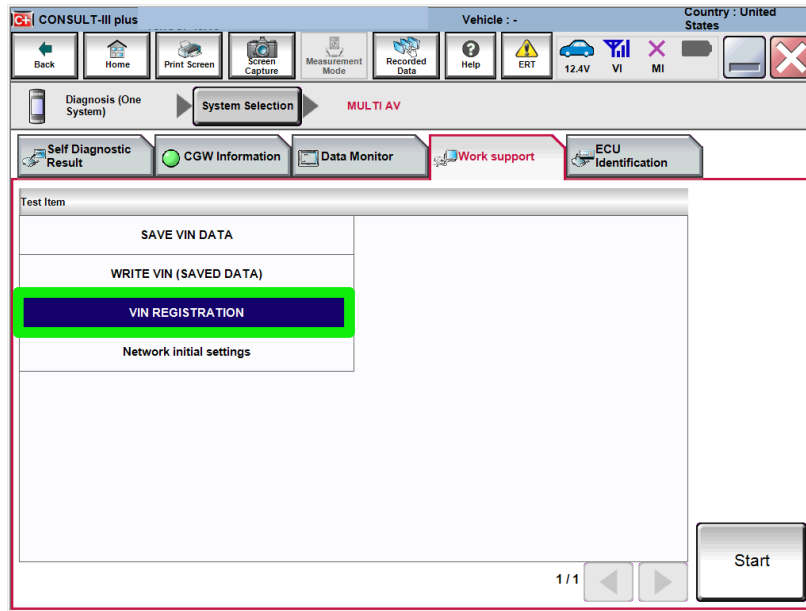 C+ CONSULT-III plus
Vehicle : -
Country : United
States
Back
Home
Print Screen
Screen
Capture
Measurement
Mode
Recorded
Data
Help
ERT
12.4V
VI
MI
Diagnosis (One
System)
System Selection
MULTI AV
Self Diagnostic
Result
CGW Information
Data Monitor
Work support
ECU
Identification
Test Item
SAVE VIN DATA
WRITE VIN (SAVED DATA)
VIN REGISTRATION
Network initial settings
1/1
Start